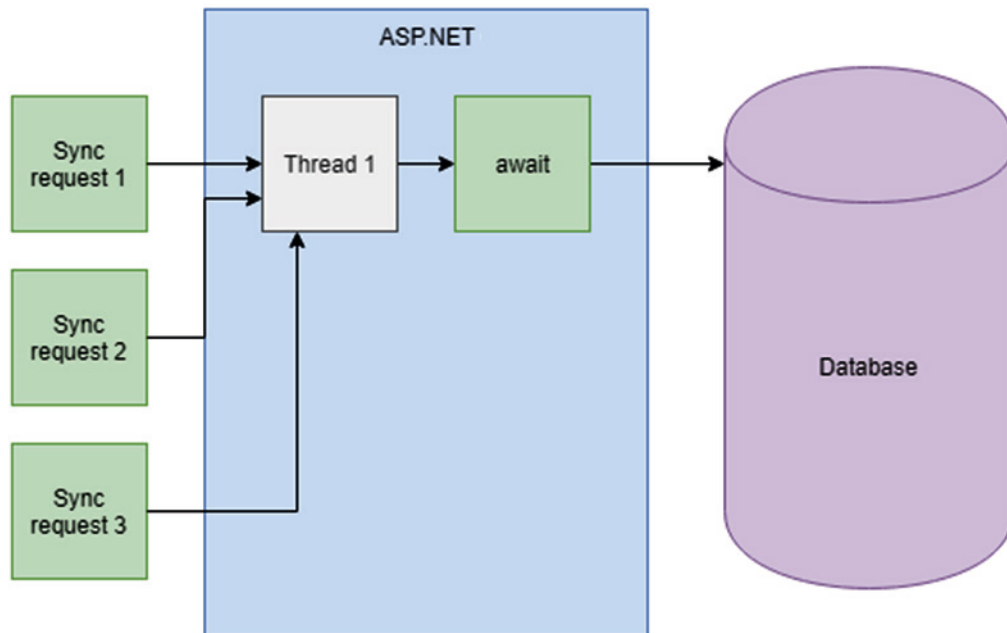 ASP.NET
Sync
request 1
Thread 1
await
Sync
request 2
Database
Sync
request 3